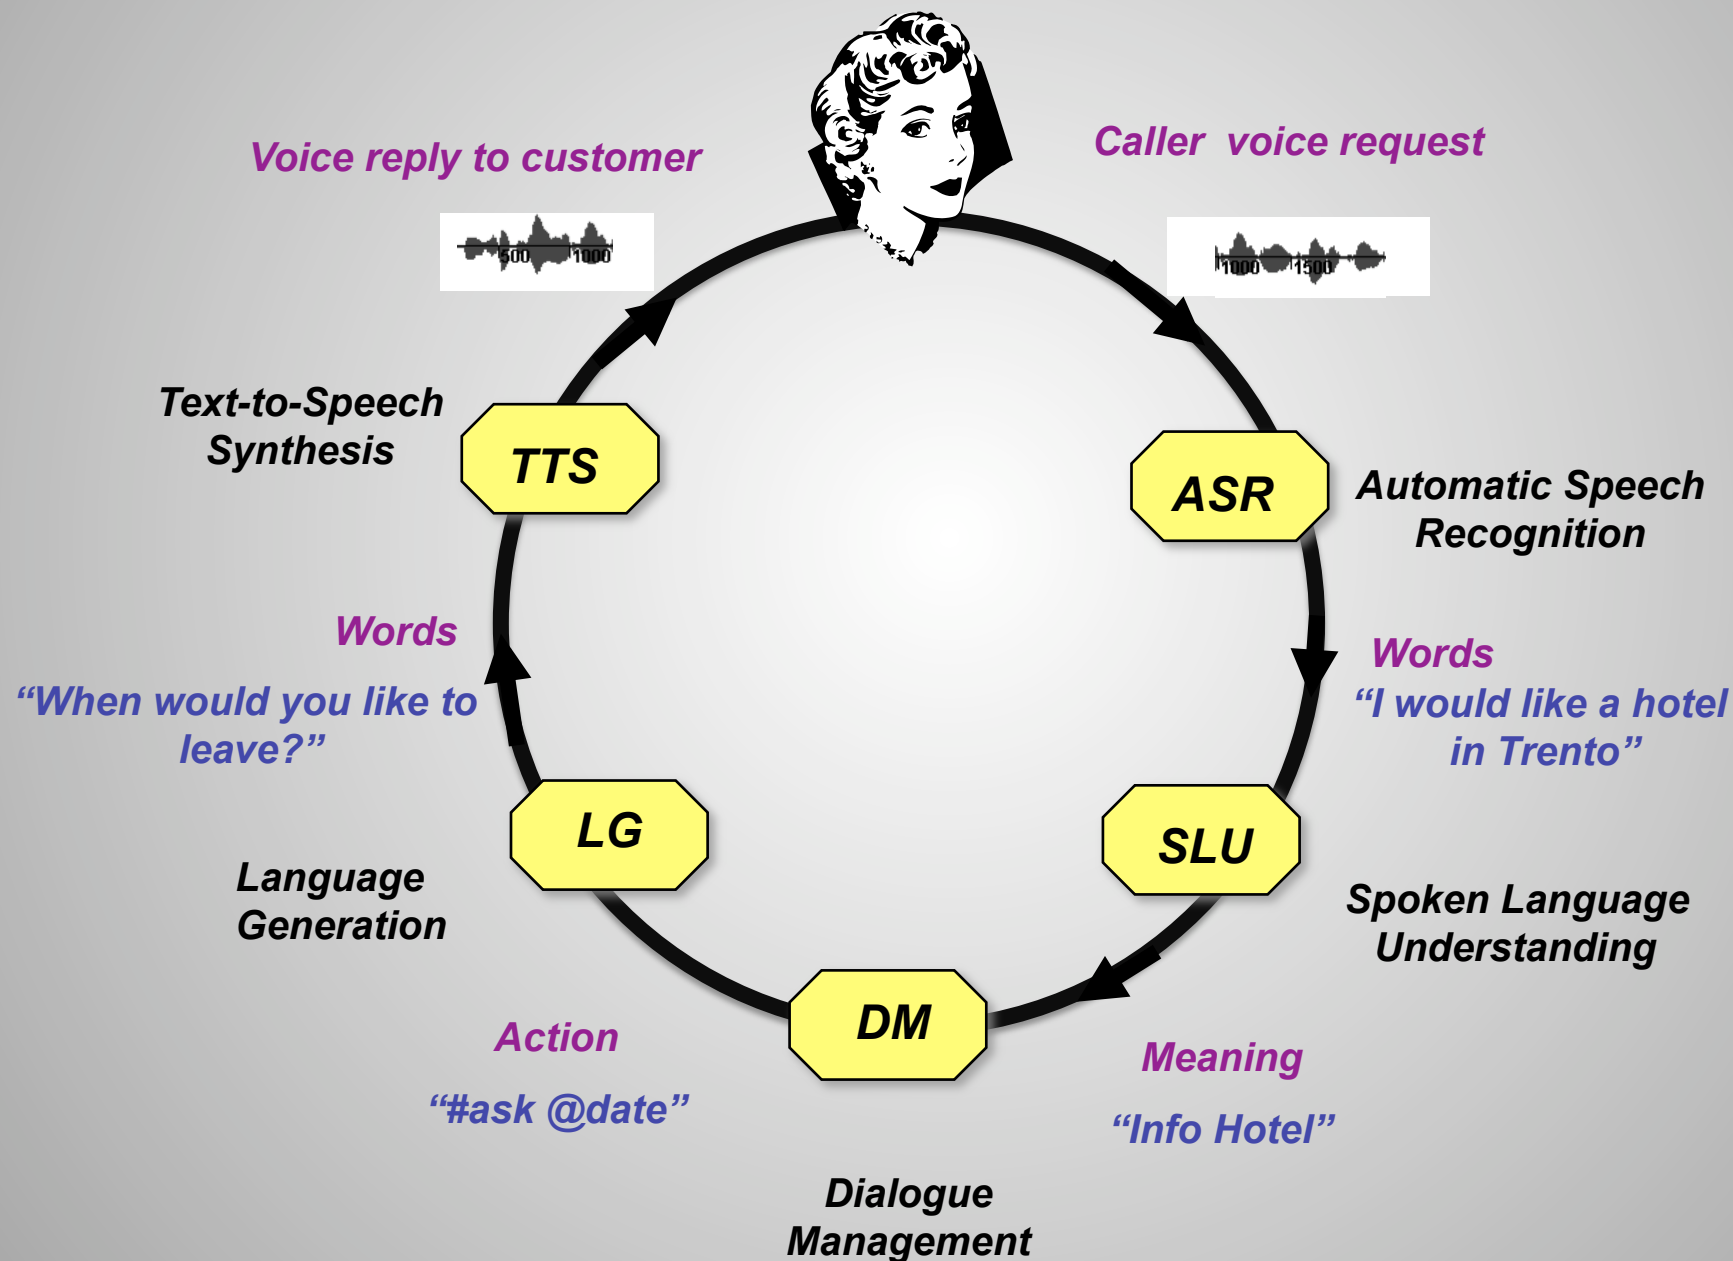 Voice reply to customer
Caller voice request
500 1000
1000 1500
Text-to-Speech
Synthesis
TTS
ASR
Automatic Speech
Recognition
Words
“When would you like to
leave?”
Words
“I would like a hotel
in Trento”
LG
SLU
Language
Generation
Spoken Language
Understanding
DM
Action
“#ask @date”
Meaning
“Info Hotel”
Dialogue
Management